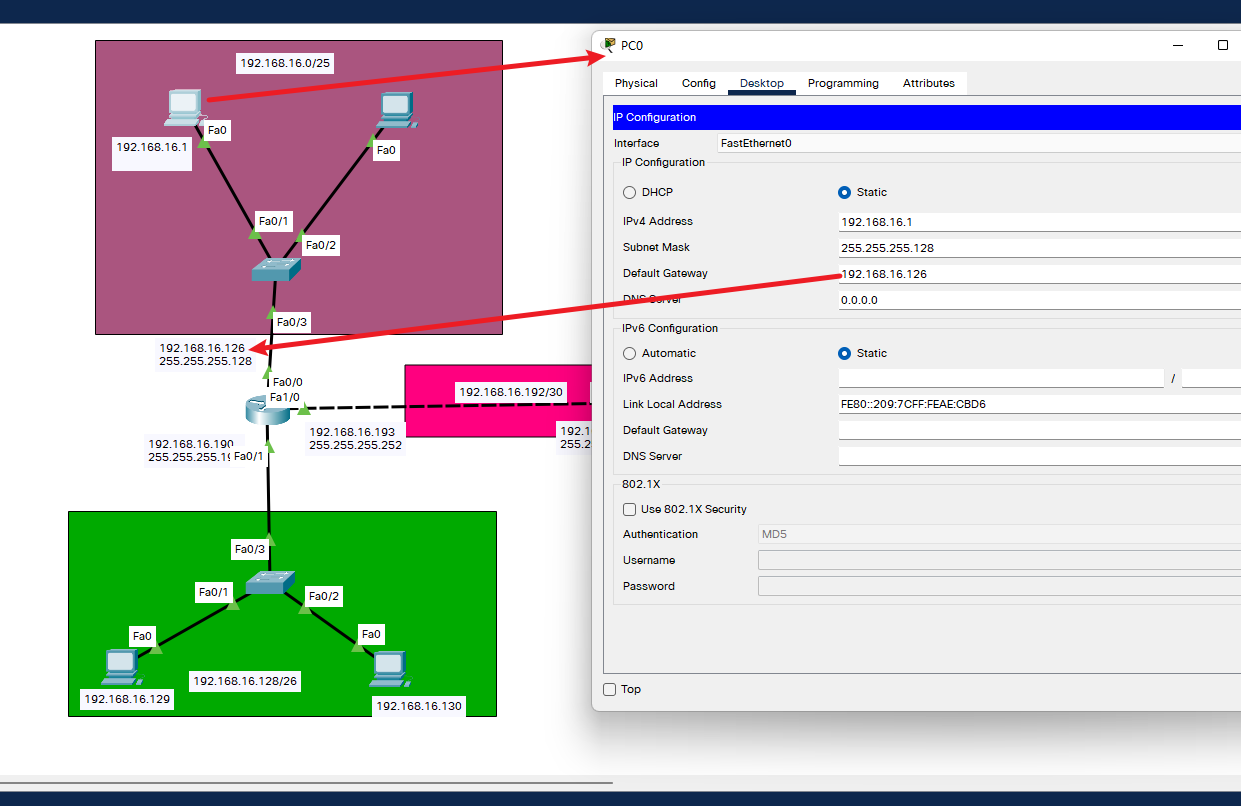 192.168.16.0/25
Fa0
192.168.16.1
Fa0
Fa0/1
Fa0/2
Fa0/3
192.168.16.126
255.255.255.128
Fa0/0
Fa1/0
192.168.16.192/30
192.168.16.193
255.255.255.252
192.1
255.2
192.168.16.190
255.255.255.19
Fa0/1
Fa0/3
Fa0/1
Fa0/2
Fa0
Fa0
192.168.16.128/26
192.168.16.129
192.168.16.130
PC0
Physical Config Desktop Programming Attributes
IP Configuration
Interface FastEthernet0
IP Configuration
DHCP Static
IPv4 Address 192.168.16.1
Subnet Mask 255.255.255.128
Default Gateway 192.168.16.126
DNS Server 0.0.0.0
IPv6 Configuration
Automatic Static
IPv6 Address /
Link Local Address FE80::209:7CFF:FEAE:CBD6
Default Gateway
DNS Server
802.1X
Use 802.1X Security
Authentication MD5
Username
Password
Top